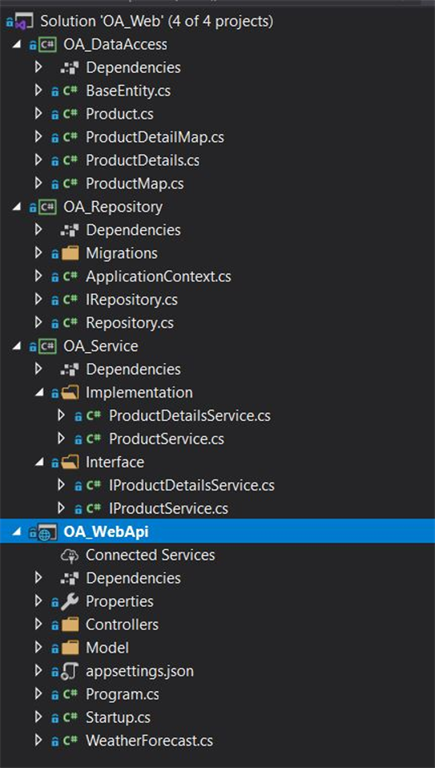 Solution 'OA_Web' (4 of 4 projects)
C# OA_DataAccess
Dependencies
C# BaseEntity.cs
C# Product.cs
C# ProductDetailMap.cs
C# ProductDetails.cs
C# ProductMap.cs
C# OA_Repository
Dependencies
Migrations
C# ApplicationContext.cs
C# IRepository.cs
C# Repository.cs
C# OA_Service
Dependencies
Implementation
C# ProductDetailsService.cs
C# ProductService.cs
Interface
C# IProductDetailsService.cs
C# IProductService.cs
OA_WebApi
Connected Services
Dependencies
Properties
Controllers
Model
appsettings.json
C# Program.cs
C# Startup.cs
C# WeatherForecast.cs